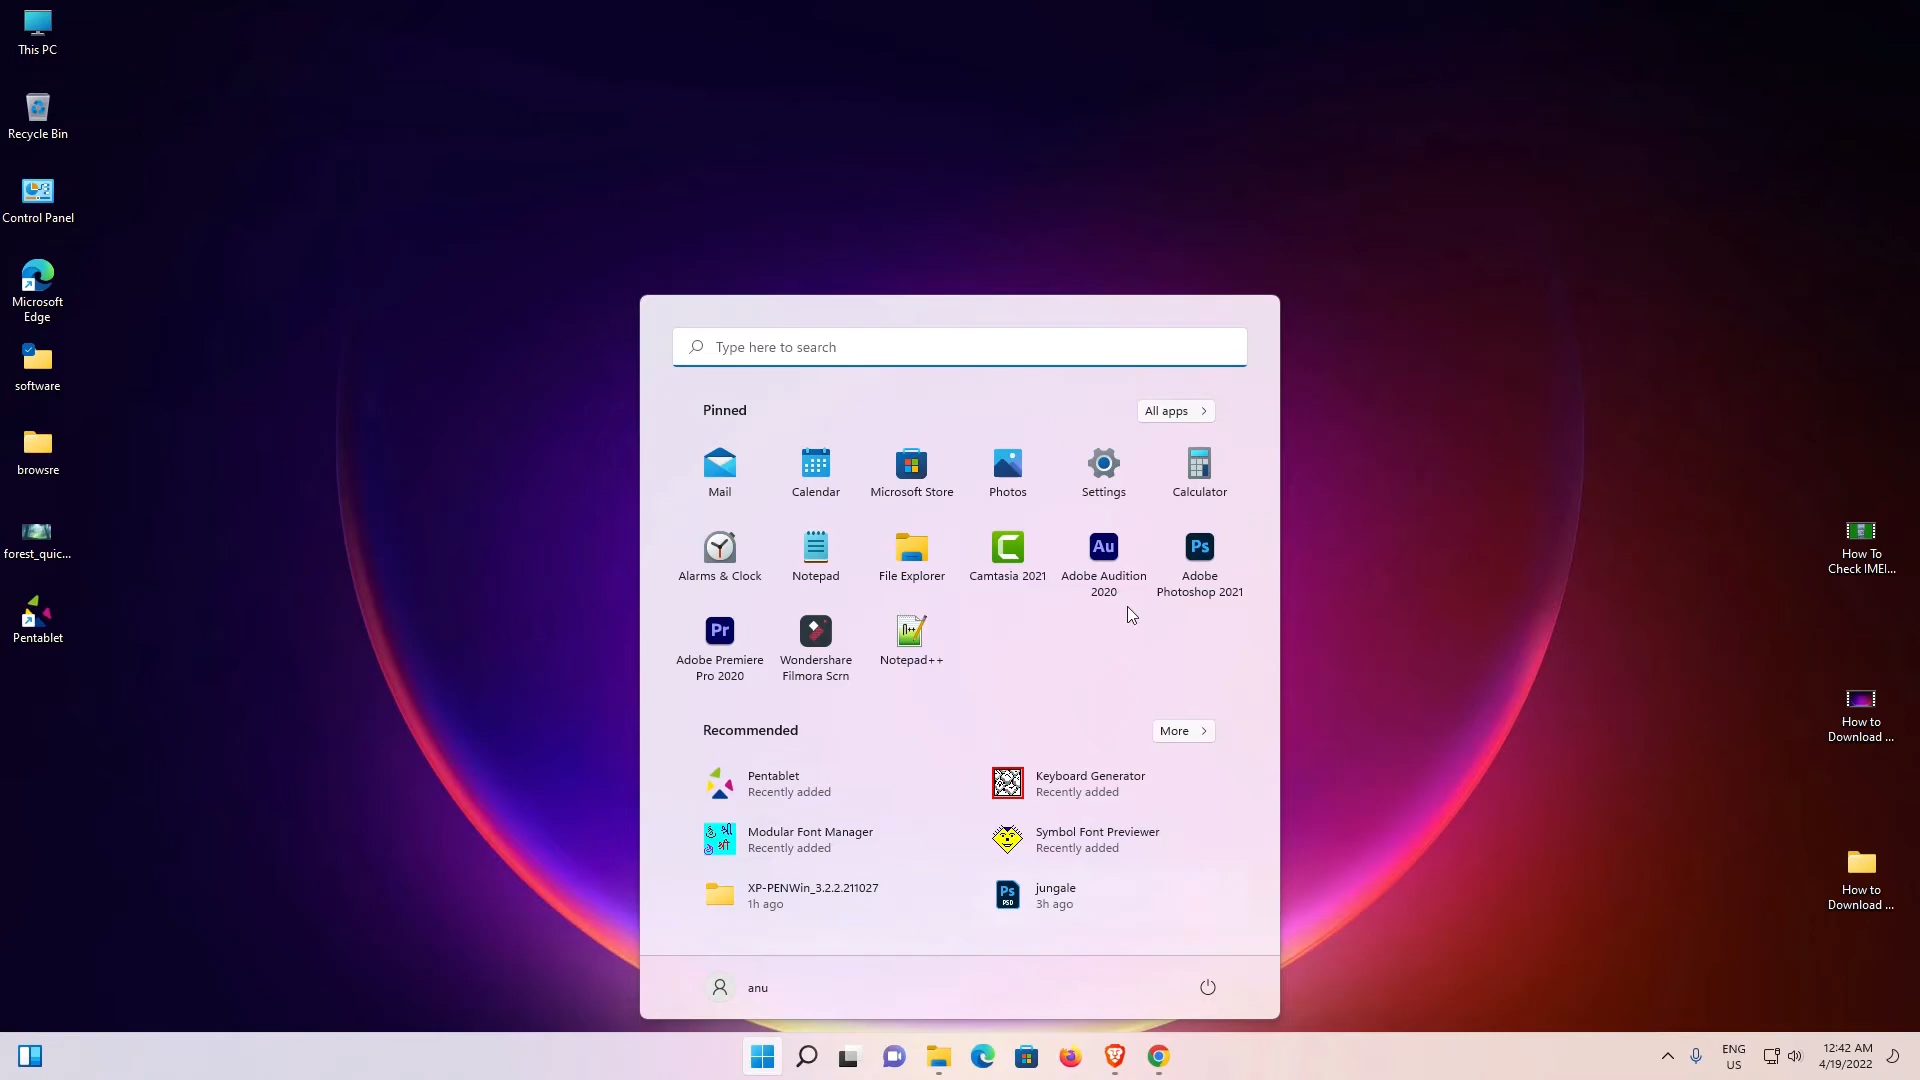 This PC
Recycle Bin
Control Panel
Microsoft
Edge
software
browsre
forest_quic...
Pentablet
Type here to search
Pinned
All apps
Mail
Calendar
Microsoft Store
Photos
Settings
Calculator
Alarms & Clock
Notepad
File Explorer
Camtasia 2021
Adobe Audition
2020
Adobe
Photoshop 2021
Adobe Premiere
Pro 2020
Wondershare
Filmora Scrn
Notepad++
Recommended
More
Pentablet
Recently added
Keyboard Generator
Recently added
Modular Font Manager
Recently added
Symbol Font Previewer
Recently added
XP-PENWin_3.2.2.211027
1h ago
jungale
3h ago
anu
How To
Check IMEI...
How to
Download ...
How to
Download ...
ENG
US
12:42 AM
4/19/2022